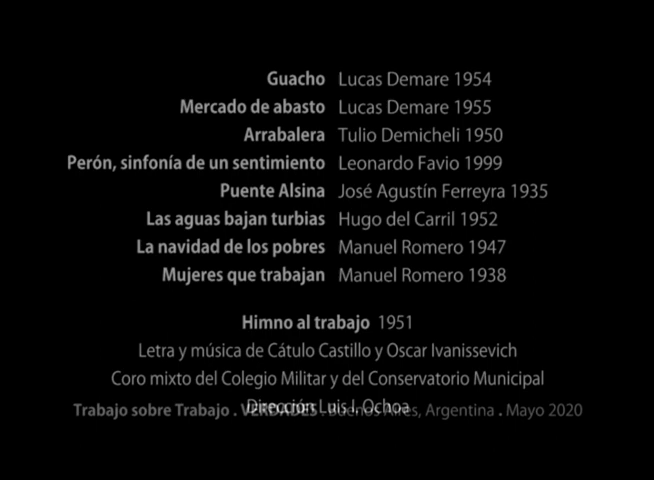 Guacho Lucas Demare 1954
Mercado de abasto Lucas Demare 1955
Arrabalera Tulio Demicheli 1950
Perón, sinfonía de un sentimiento Leonardo Favio 1999
Puente Alsina José Agustín Ferreyra 1935
Las aguas bajan turbias Hugo del Carril 1952
La navidad de los pobres Manuel Romero 1947
Mujeres que trabajan Manuel Romero 1938
Himno al trabajo 1951
Letra y música de Cátulo Castillo y Oscar Ivanissevich
Coro mixto del Colegio Militar y del Conservatorio Municipal
Dirección Luis I. Ochoa
Trabajo sobre Trabajo . VERDADES . Buenos Aires, Argentina . Mayo 2020